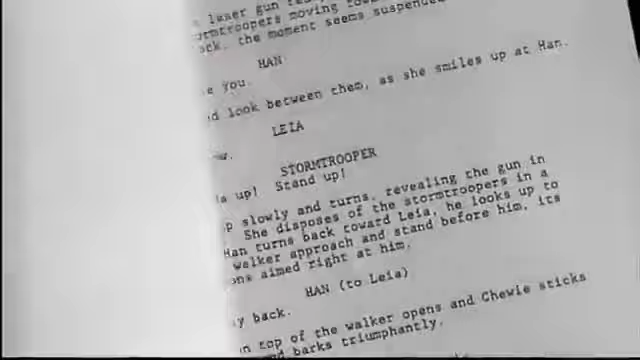 laser gun
stormtroopers moving
ack, the moment seems suspended
HAN
e you.
d look between them, as she smiles up at Han.
LEIA
w.
STORMTROOPER
s up! Stand up!
p slowly and turns, revealing the gun in
She disposes of the stormtroopers in a
Han turns back toward Leia, he looks up to
walker approach and stand before him, its
ons aimed right at him.
HAN (to Leia)
y back.
n top of the walker opens and Chewie sticks
d barks triumphantly.